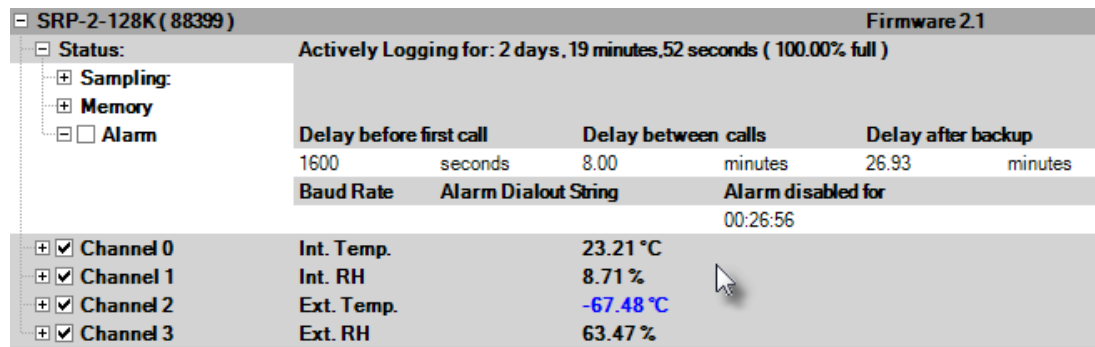 SRP-2-128K ( 88399 ) Firmware 2.1
Status: Actively Logging for: 2 days, 19 minutes,52 seconds ( 100.00% full )
Sampling:
Memory
Alarm Delay before first call Delay between calls Delay after backup
1600 seconds 8.00 minutes 26.93 minutes
Baud Rate Alarm Dialout String Alarm disabled for
00:26:56
Channel 0 Int. Temp. 23.21 °C
Channel 1 Int. RH 8.71 %
Channel 2 Ext. Temp. -67.48 °C
Channel 3 Ext. RH 63.47 %